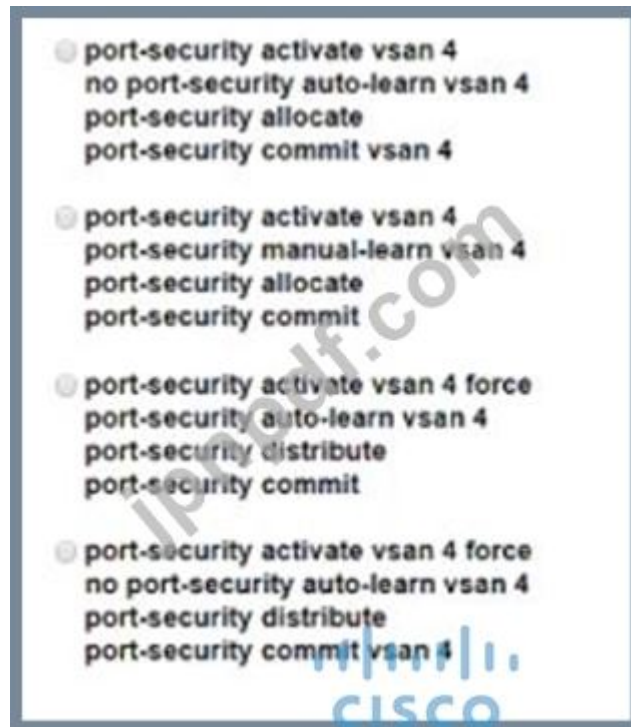 port-security activate vsan 4
no port-security auto-learn vsan 4
port-security allocate
port-security commit vsan 4
port-security activate vsan 4
port-security manual-learn vsan 4
port-security allocate
port-security commit
port-security activate vsan 4 force
port-security auto-learn vsan 4
port-security distribute
port-security commit
port-security activate vsan 4 force
no port-security auto-learn vsan 4
port-security distribute
port-security commit vsan 4
jpnpdf.com
CISCO